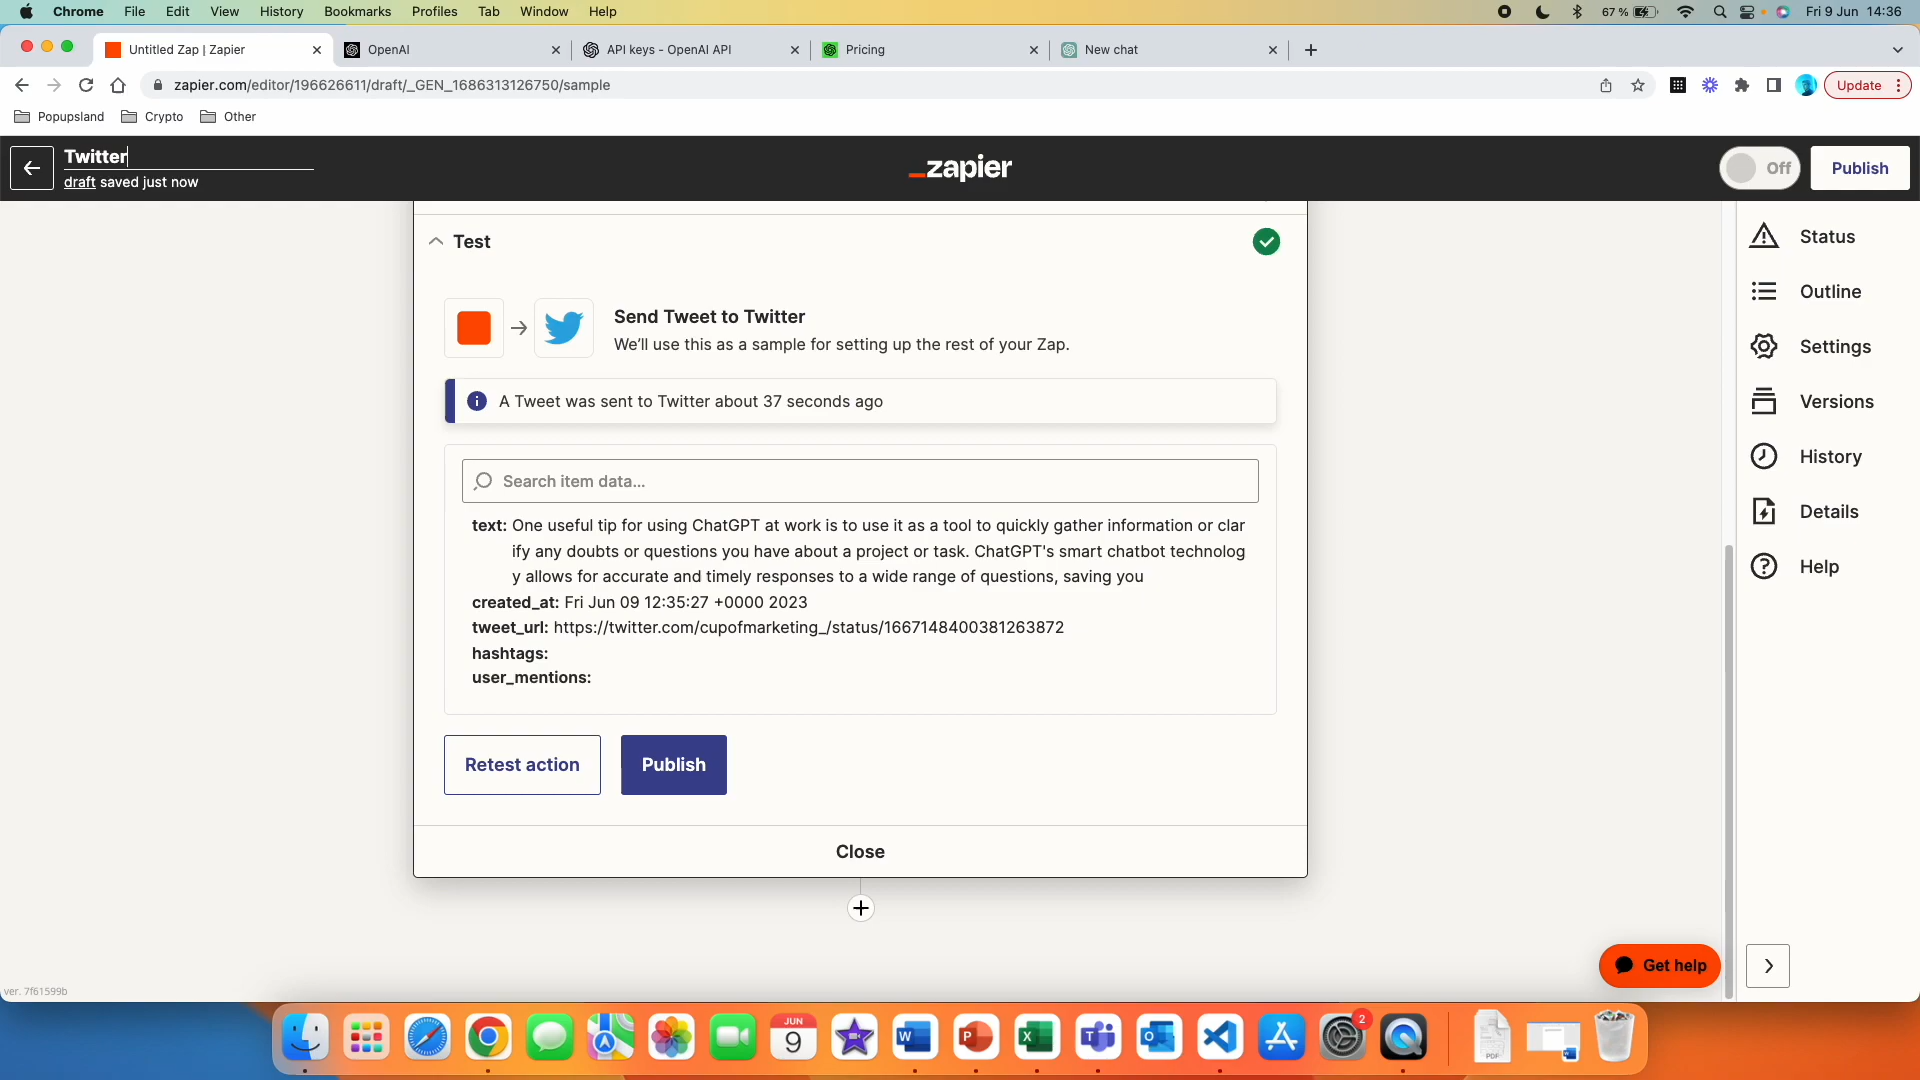 Chrome File Edit View History Bookmarks Profiles Tab Window Help 67 % Fri 9 Jun 14:36
Untitled Zap | Zapier OpenAI API keys - OpenAI API Pricing New chat
zapier.com/editor/196626611/draft/_GEN_1686313126750/sample Update
Popupsland Crypto Other
Twitter
draft saved just now
_zapier
Off
Publish
Test
Send Tweet to Twitter
We'll use this as a sample for setting up the rest of your Zap.
A Tweet was sent to Twitter about 37 seconds ago
Search item data...
text: One useful tip for using ChatGPT at work is to use it as a tool to quickly gather information or clar
ify any doubts or questions you have about a project or task. ChatGPT's smart chatbot technolog
y allows for accurate and timely responses to a wide range of questions, saving you
created_at: Fri Jun 09 12:35:27 +0000 2023
tweet_url: https://twitter.com/cupofmarketing_/status/1667148400381263872
hashtags:
user_mentions:
Retest action Publish
Close
Status
Outline
Settings
Versions
History
Details
Help
Get help
ver. 7f61599b
JUN
9
W
P
X
T
O
2
PDF